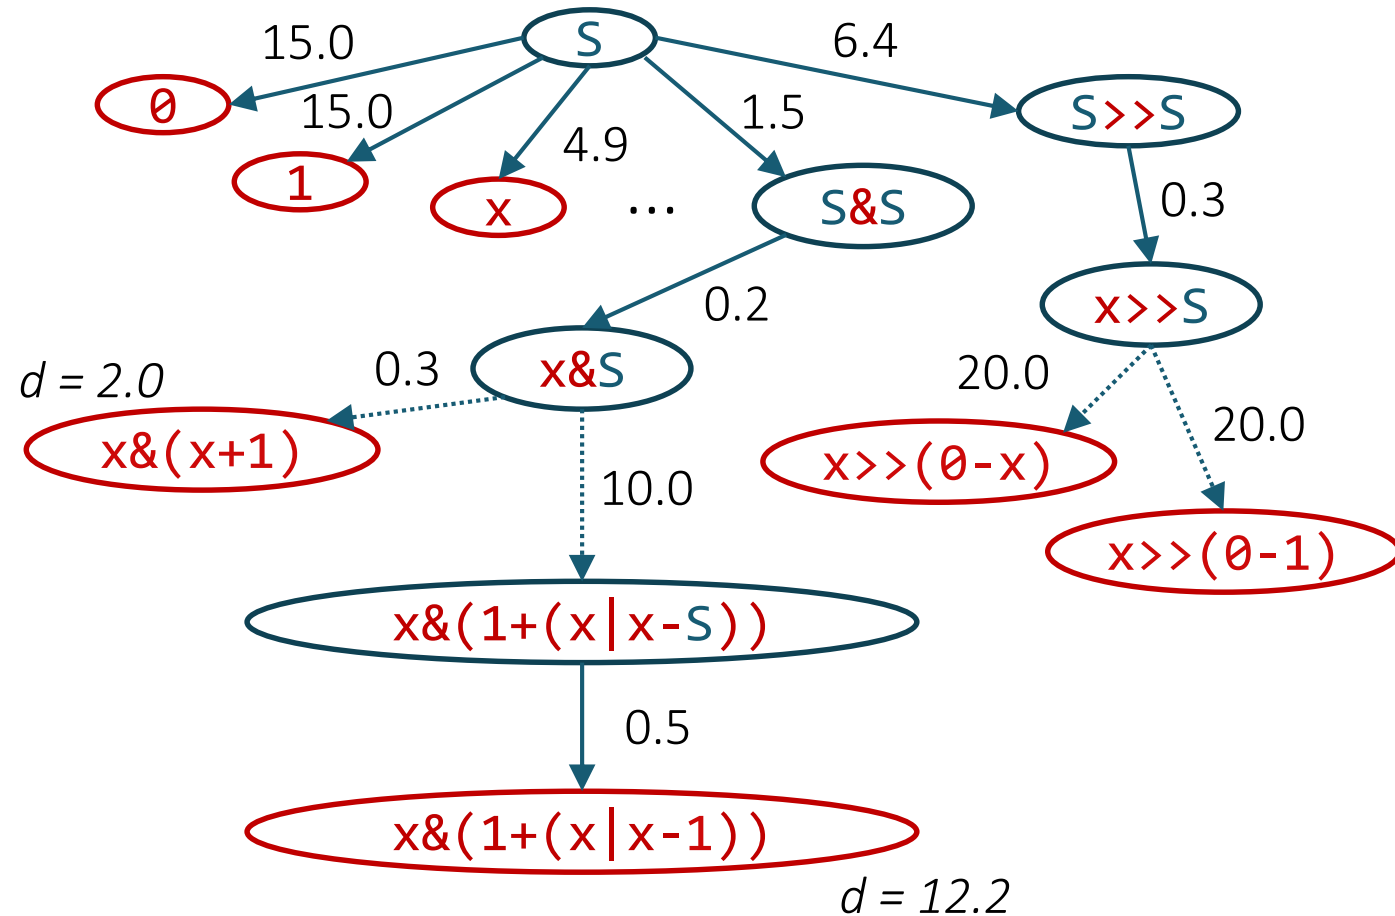 S
15.0
6.4
0
15.0
1.5
S>>S
4.9
1
x
...
S&S
0.3
0.2
x>>S
d = 2.0
0.3
x&S
20.0
20.0
x&(x+1)
x>>(0-x)
10.0
x>>(0-1)
x&(1+(x|x-S))
0.5
x&(1+(x|x-1))
d = 12.2